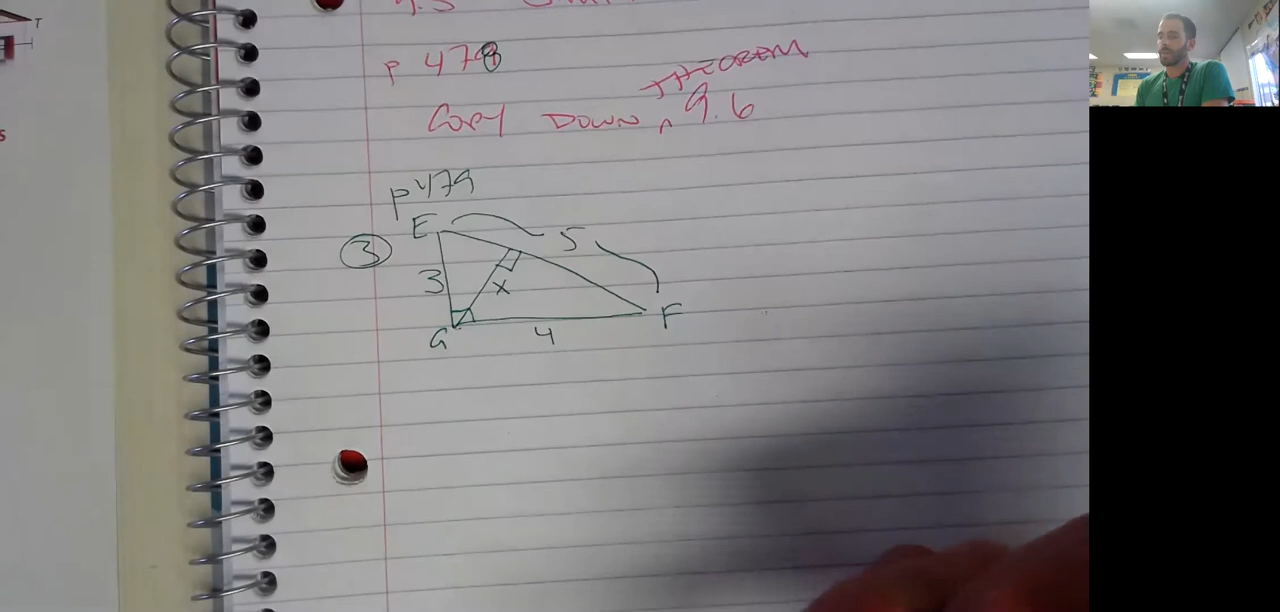 p 478
THEOREM
Copy DOWN ^ 9.6
p 479
E 5
3
3 x
G 4 F
T